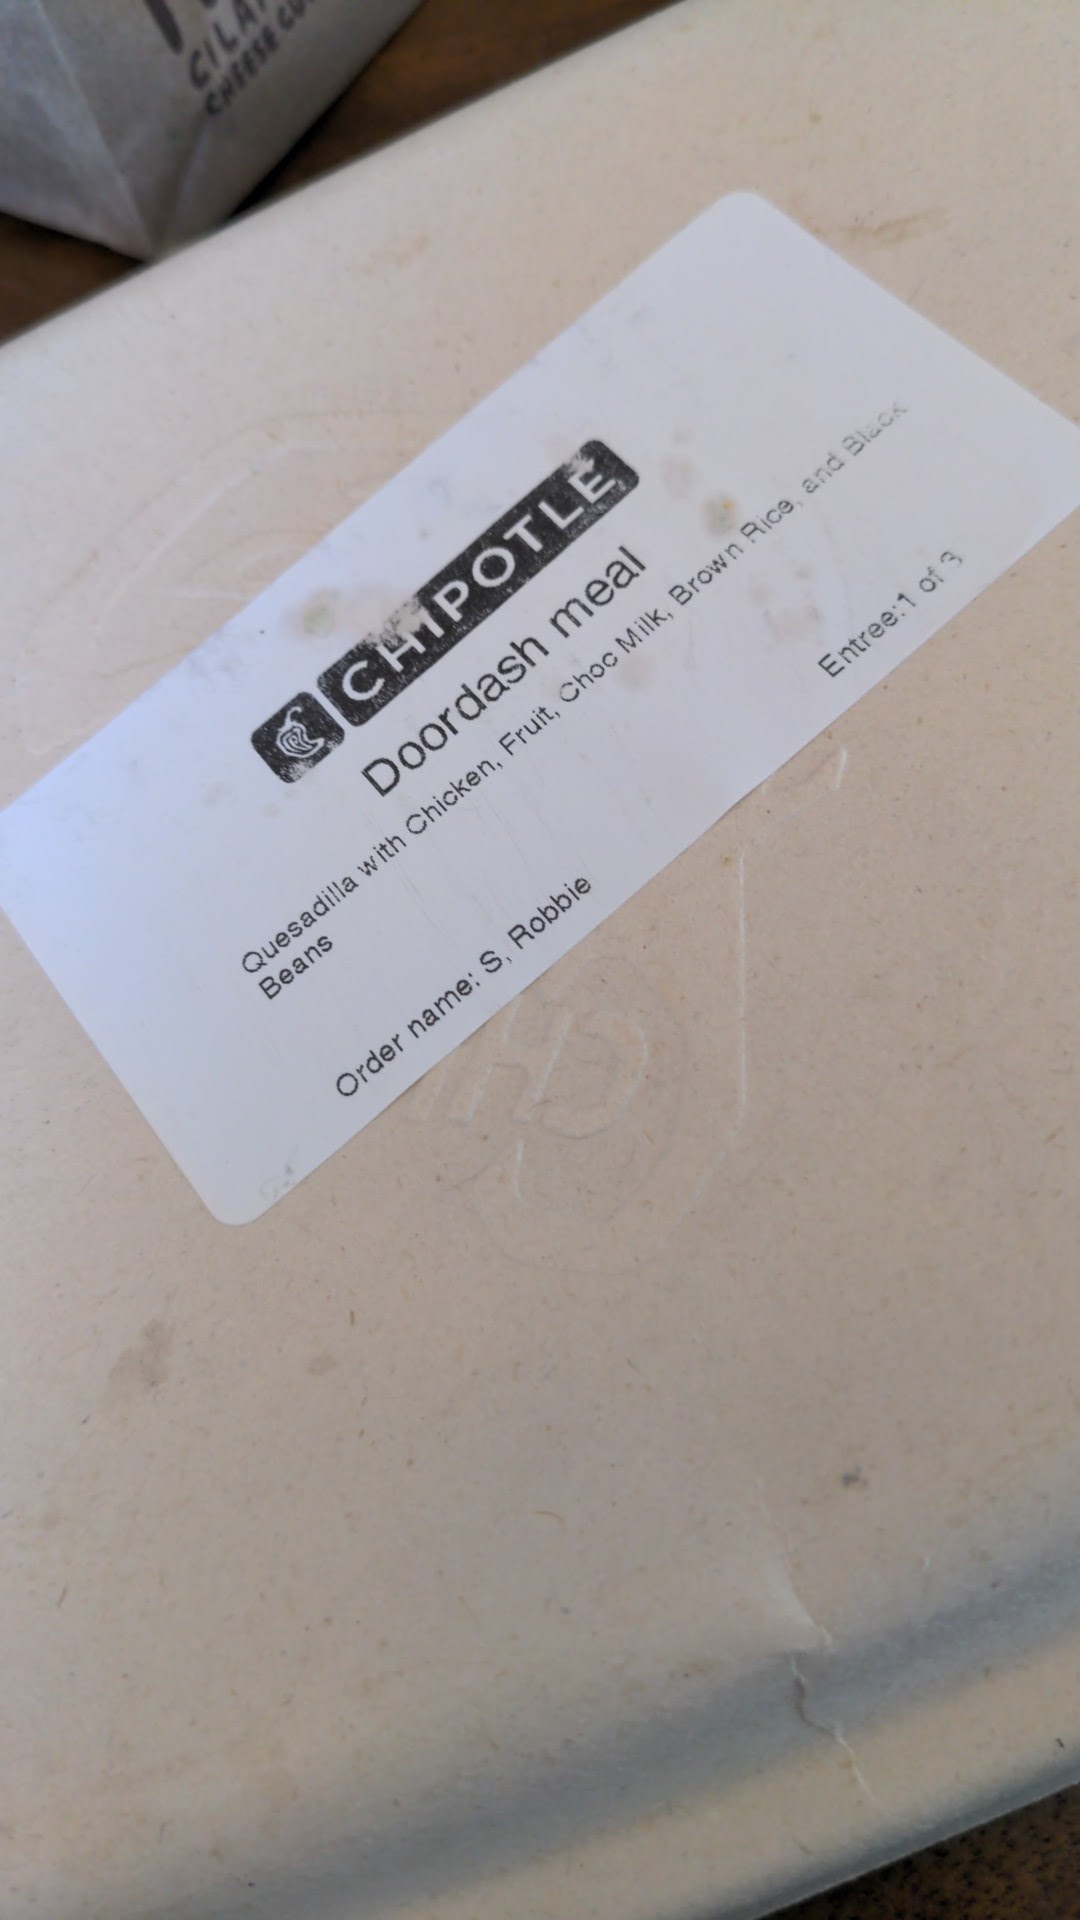 CHEESE
CHIPOTLE
Doordash meal
Quesadilla with Chicken, Fruit, Choc Milk, Brown Rice, and Black
Beans
Entree:1 of 3
Order name: S, Robbie